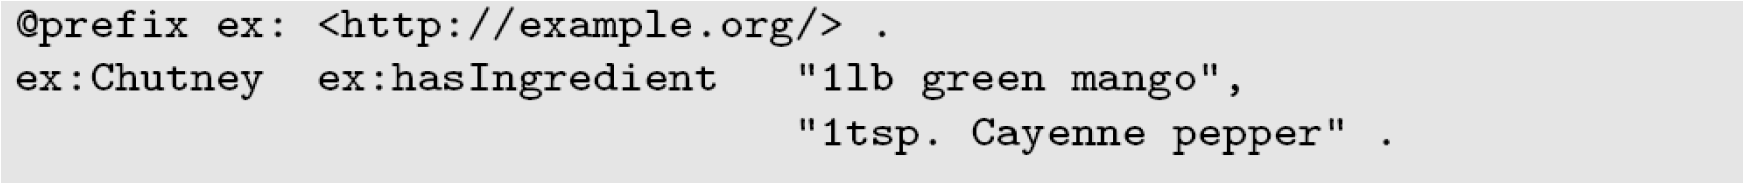 @prefix ex: <http://example.org/> .
ex:Chutney ex:hasIngredient "1lb green mango",
"1tsp. Cayenne pepper" .